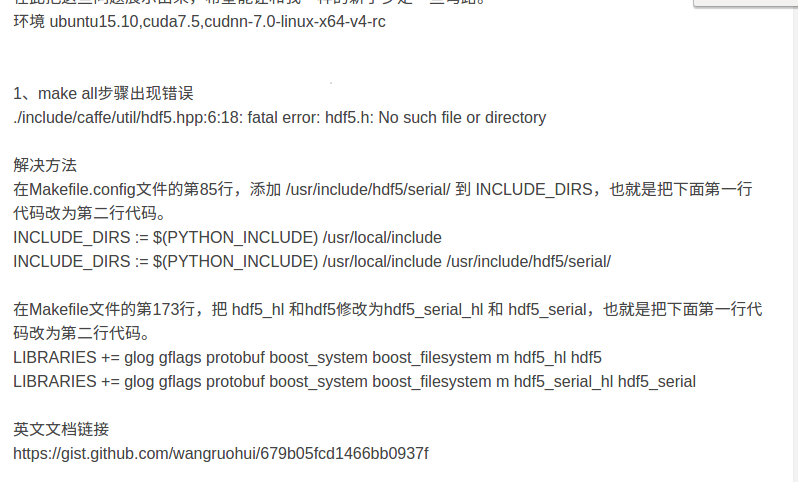 环境 ubuntu15.10,cuda7.5,cudnn-7.0-linux-x64-v4-rc
1、make all步骤出现错误
./include/caffe/util/hdf5.hpp:6:18: fatal error: hdf5.h: No such file or directory
解决方法
在Makefile.config文件的第85行，添加 /usr/include/hdf5/serial/ 到 INCLUDE_DIRS，也就是把下面第一行
代码改为第二行代码。
INCLUDE_DIRS := $(PYTHON_INCLUDE) /usr/local/include
INCLUDE_DIRS := $(PYTHON_INCLUDE) /usr/local/include /usr/include/hdf5/serial/
在Makefile文件的第173行，把 hdf5_hl 和hdf5修改为hdf5_serial_hl 和 hdf5_serial，也就是把下面第一行代
码改为第二行代码。
LIBRARIES += glog gflags protobuf boost_system boost_filesystem m hdf5_hl hdf5
LIBRARIES += glog gflags protobuf boost_system boost_filesystem m hdf5_serial_hl hdf5_serial
英文文档链接
https://gist.github.com/wangruohui/679b05fcd1466bb0937f